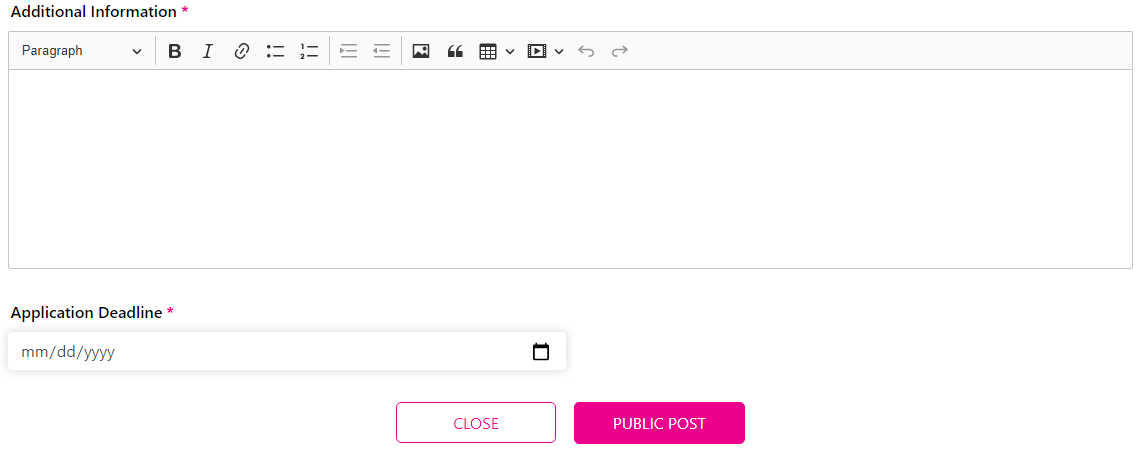 Additional Information *
Paragraph
Application Deadline *
mm/dd/yyyy
CLOSE
PUBLIC POST